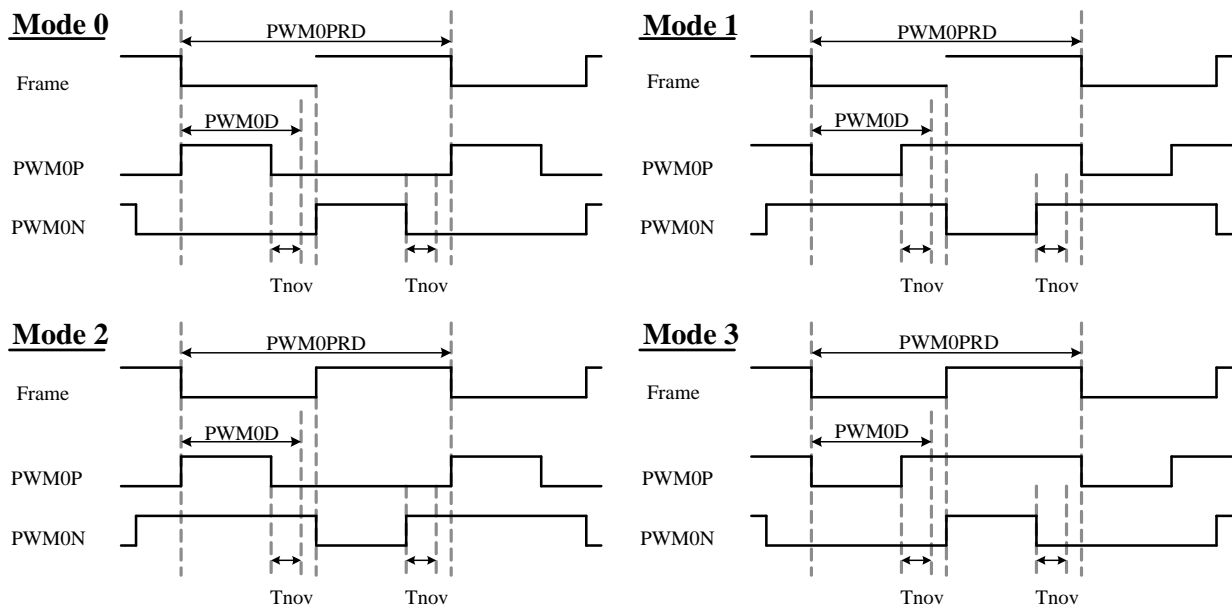 Mode 0
PWM0PRD
Frame
PWM0D
PWM0P
PWM0N
Tnov
Tnov
Mode 1
PWM0PRD
Frame
PWM0D
PWM0P
PWM0N
Tnov
Tnov
Mode 2
PWM0PRD
Frame
PWM0D
PWM0P
PWM0N
Tnov
Tnov
Mode 3
PWM0PRD
Frame
PWM0D
PWM0P
PWM0N
Tnov
Tnov